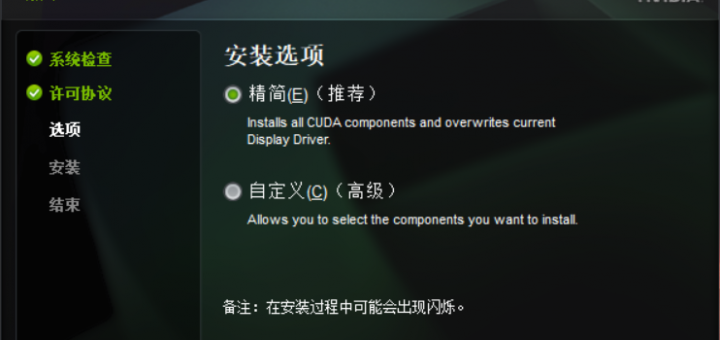 系统检查
许可协议
选项
安装
结束
安装选项
精简(E)（推荐）
Installs all CUDA components and overwrites current
Display Driver.
自定义(C)（高级）
Allows you to select the components you want to install.
备注：在安装过程中可能会出现闪烁。